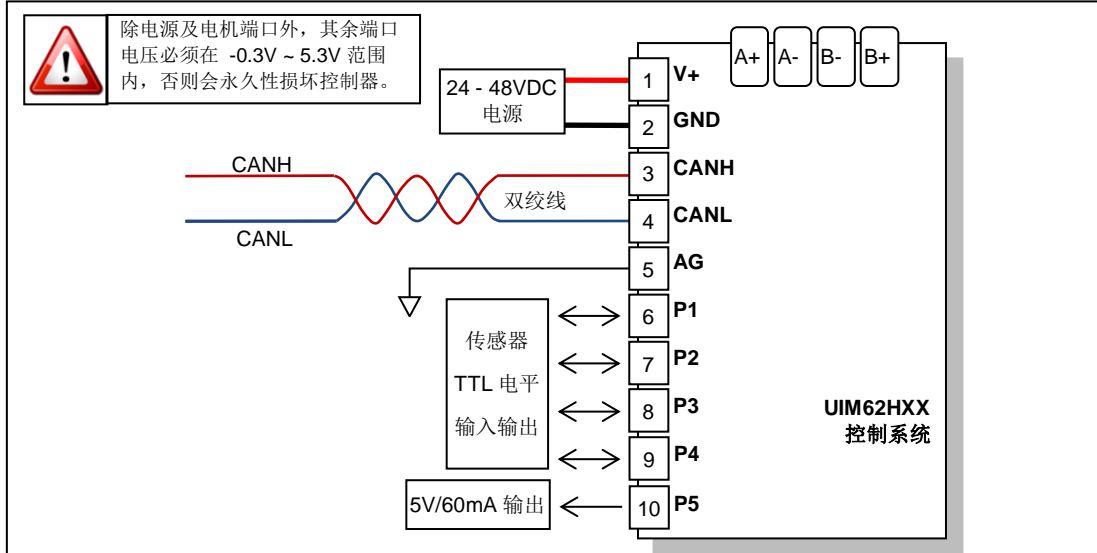 除电源及电机端口外，其余端口
电压必须在 -0.3V ~ 5.3V 范围
内，否则会永久性损坏控制器。
A+ A- B- B+
24 - 48VDC
电源
1 V+
2 GND
CANH
3 CANH
双绞线
4 CANL
CANL
5 AG
传感器
TTL 电平
输入输出
6 P1
7 P2
8 P3
9 P4
UIM62HXX
控制系统
5V/60mA 输出
10 P5